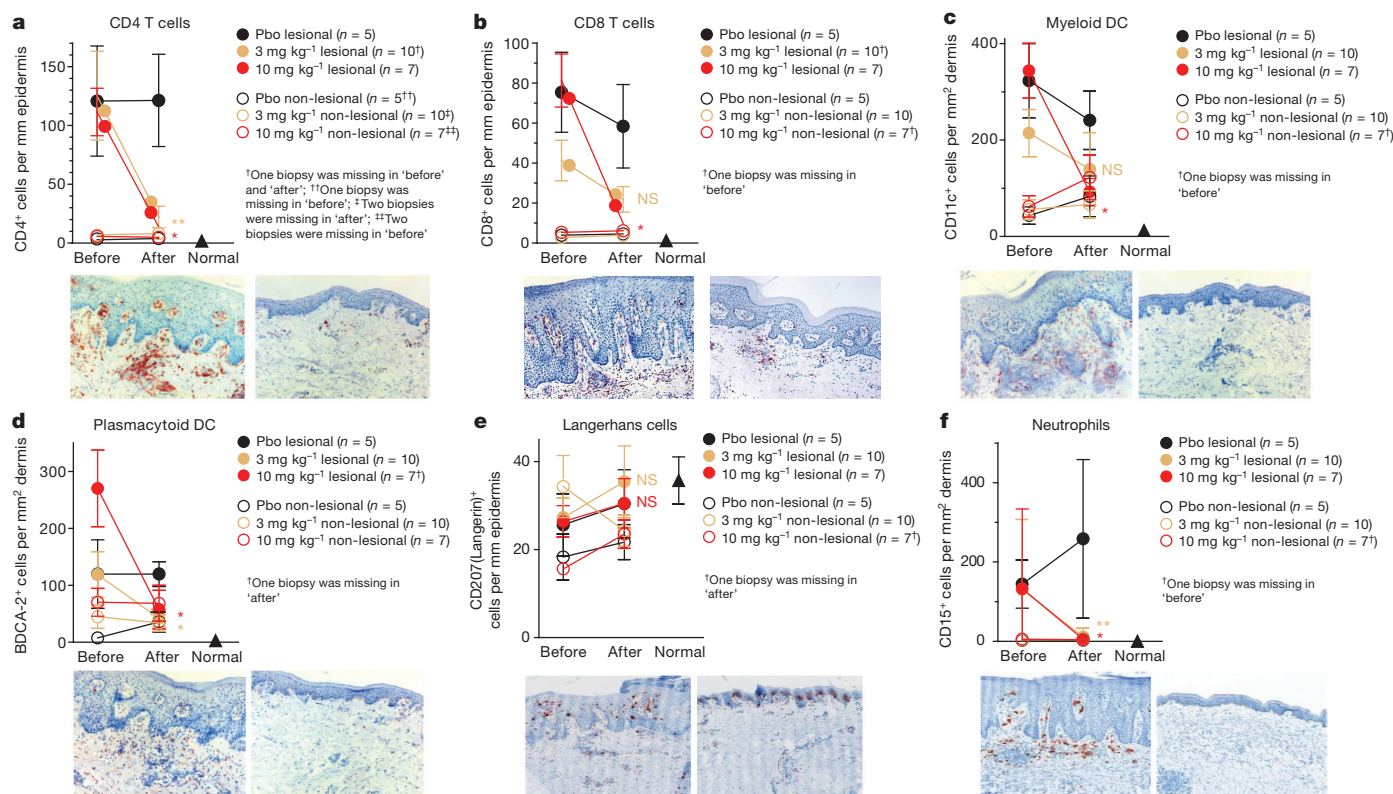 a
CD4 T cells
CD4⁺ cells per mm epidermis
150
100
50
0
Before
After
Normal
**
*
Pbo lesional (n = 5)
3 mg kg⁻¹ lesional (n = 10†)
10 mg kg⁻¹ lesional (n = 7)
Pbo non-lesional (n = 5††)
3 mg kg⁻¹ non-lesional (n = 10‡)
10 mg kg⁻¹ non-lesional (n = 7‡‡)
†One biopsy was missing in ‘before’
and ‘after’; ††One biopsy was
missing in ‘before’; ‡Two biopsies
were missing in ‘after’; ‡‡Two
biopsies were missing in ‘before’
b
CD8 T cells
CD8⁺ cells per mm epidermis
100
80
60
40
20
0
Before
After
Normal
NS
*
Pbo lesional (n = 5)
3 mg kg⁻¹ lesional (n = 10†)
10 mg kg⁻¹ lesional (n = 7)
Pbo non-lesional (n = 5)
3 mg kg⁻¹ non-lesional (n = 10)
10 mg kg⁻¹ non-lesional (n = 7†)
†One biopsy was missing in
‘before’
c
Myeloid DC
CD11c⁺ cells per mm² dermis
400
200
0
Before
After
Normal
NS
*
Pbo lesional (n = 5)
3 mg kg⁻¹ lesional (n = 10)
10 mg kg⁻¹ lesional (n = 7)
Pbo non-lesional (n = 5)
3 mg kg⁻¹ non-lesional (n = 10)
10 mg kg⁻¹ non-lesional (n = 7†)
†One biopsy was missing in
‘before’
d
Plasmacytoid DC
BDCA-2⁺ cells per mm² dermis
300
200
100
0
Before
After
Normal
*
*
Pbo lesional (n = 5)
3 mg kg⁻¹ lesional (n = 10)
10 mg kg⁻¹ lesional (n = 7†)
Pbo non-lesional (n = 5)
3 mg kg⁻¹ non-lesional (n = 10)
10 mg kg⁻¹ non-lesional (n = 7)
†One biopsy was missing in
‘after’
e
Langerhans cells
CD207(Langerin)⁺
cells per mm epidermis
40
20
0
Before
After
Normal
NS
NS
Pbo lesional (n = 5)
3 mg kg⁻¹ lesional (n = 10)
10 mg kg⁻¹ lesional (n = 7)
Pbo non-lesional (n = 5)
3 mg kg⁻¹ non-lesional (n = 10)
10 mg kg⁻¹ non-lesional (n = 7†)
†One biopsy was missing in
‘after’
f
Neutrophils
CD15⁺ cells per mm² dermis
400
200
0
Before
After
Normal
**
*
Pbo lesional (n = 5)
3 mg kg⁻¹ lesional (n = 10)
10 mg kg⁻¹ lesional (n = 7)
Pbo non-lesional (n = 5)
3 mg kg⁻¹ non-lesional (n = 10)
10 mg kg⁻¹ non-lesional (n = 7†)
†One biopsy was missing in
‘before’